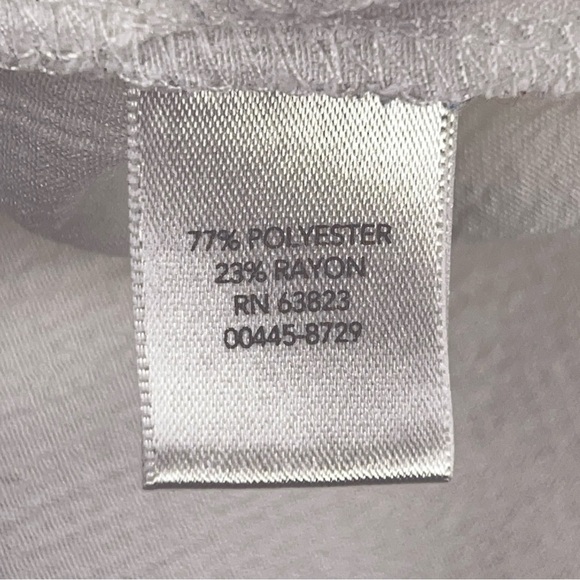 77% POLYESTER
23% RAYON
RN 63823
00445-8729